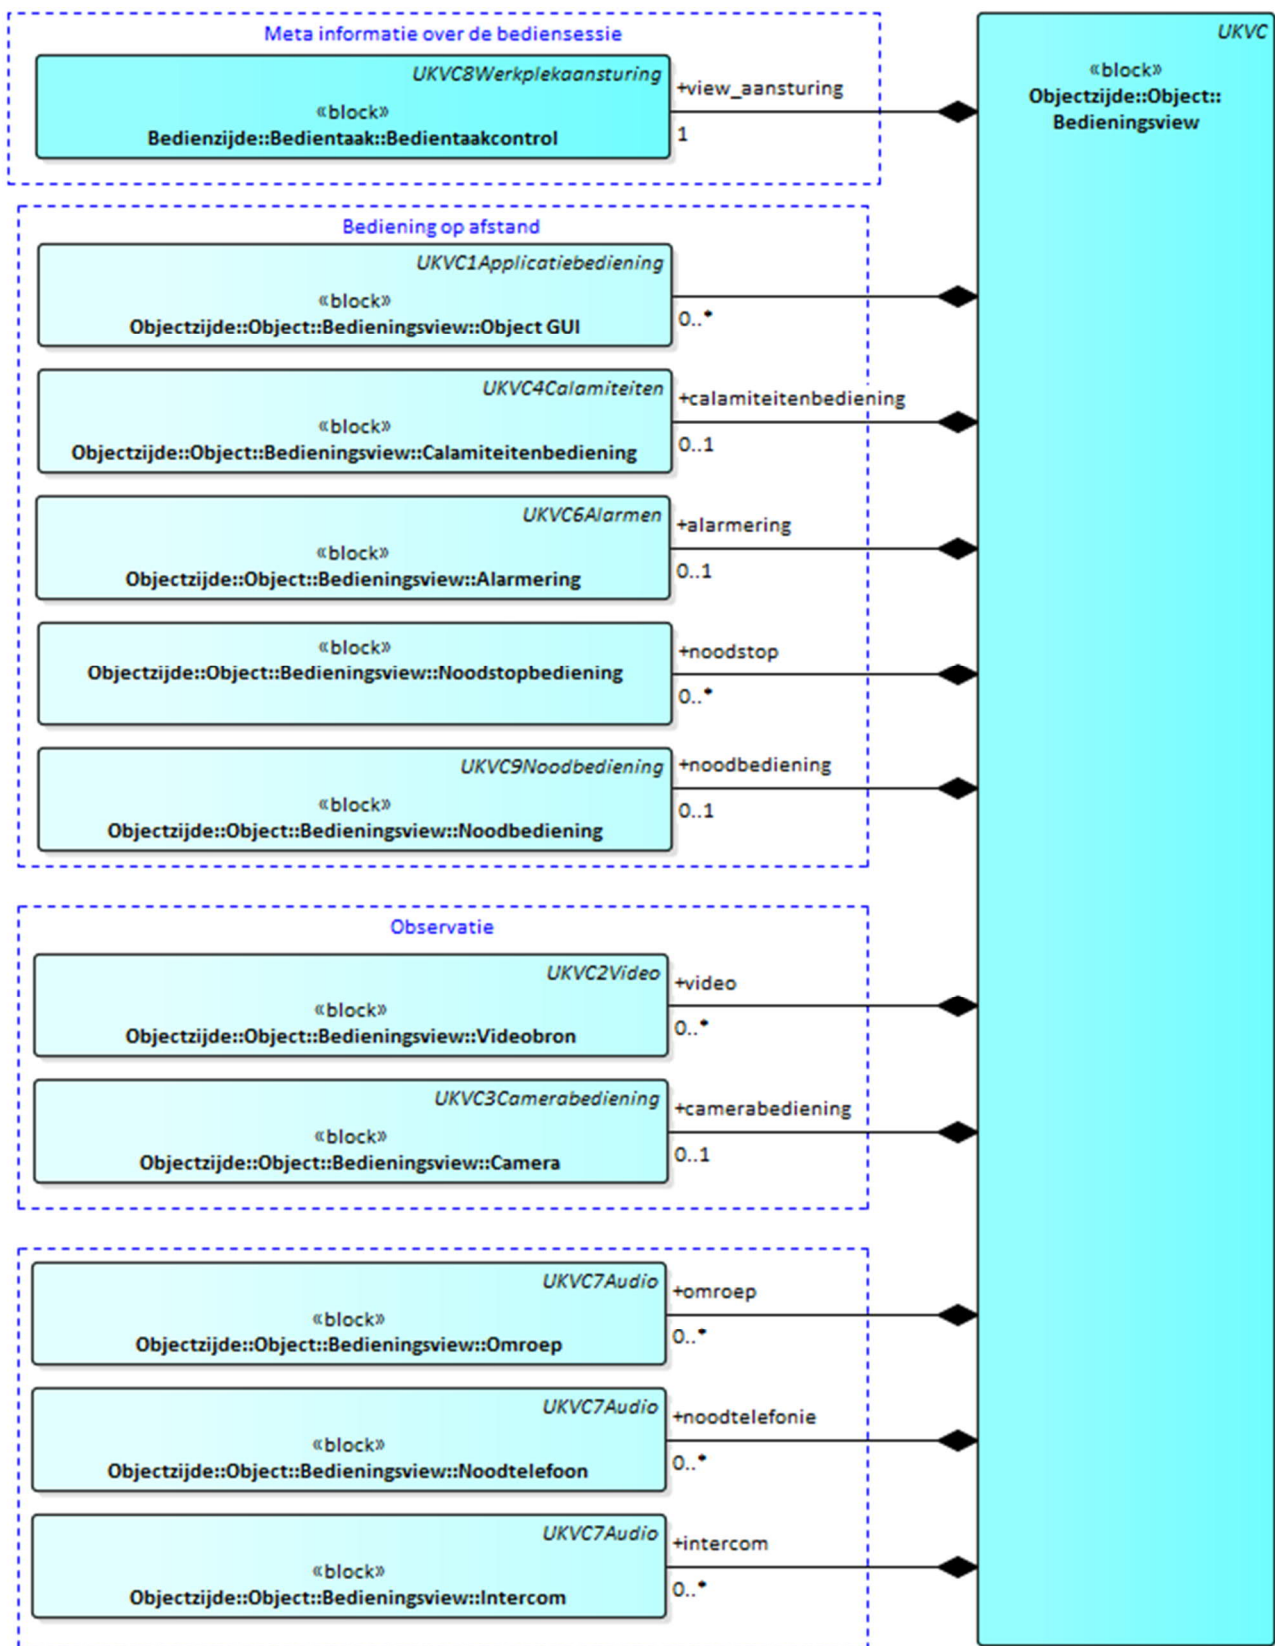 Meta informatie over de bediensessie
UKVC8Werkplekaansturing
«block»
Bedienzijde::Bedientaak::Bedientaakcontrol
+view_aansturing
1
UKVC
«block»
Objectzijde::Object::
Bedieningsview
Bediening op afstand
UKVC1Applicatiebediening
«block»
Objectzijde::Object::Bedieningsview::Object GUI
0..*
UKVC4Calamiteiten
«block»
Objectzijde::Object::Bedieningsview::Calamiteitenbediening
+calamiteitenbediening
0..1
UKVC6Alarmen
«block»
Objectzijde::Object::Bedieningsview::Alarmering
+alarmering
0..1
«block»
Objectzijde::Object::Bedieningsview::Noodstopbediening
+noodstop
0..*
UKVC9Noodbediening
«block»
Objectzijde::Object::Bedieningsview::Noodbediening
+noodbediening
0..1
Observatie
UKVC2Video
«block»
Objectzijde::Object::Bedieningsview::Videobron
+video
0..*
UKVC3Camerabediening
«block»
Objectzijde::Object::Bedieningsview::Camera
+camerabediening
0..1
UKVC7Audio
«block»
Objectzijde::Object::Bedieningsview::Omroep
+omroep
0..*
UKVC7Audio
«block»
Objectzijde::Object::Bedieningsview::Noodtelefoon
+noodtelefonie
0..*
UKVC7Audio
«block»
Objectzijde::Object::Bedieningsview::Intercom
+intercom
0..*